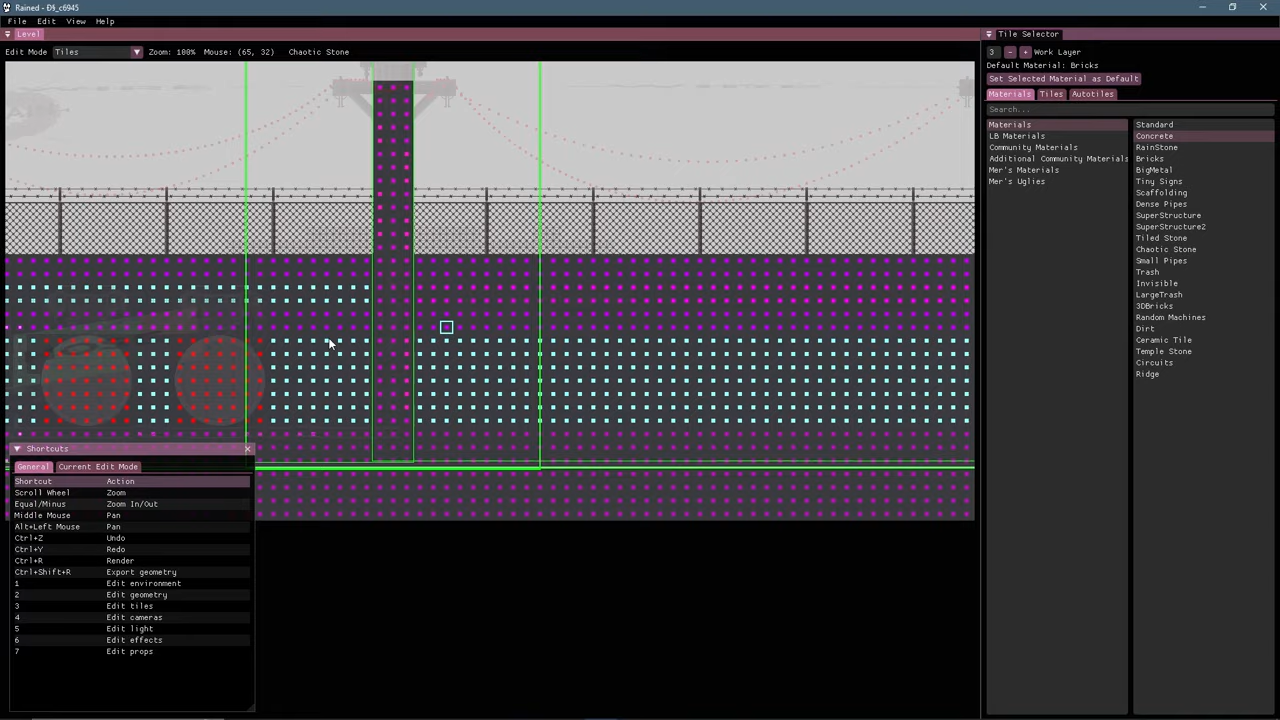 Rained - Ð§_c6945
File Edit View Help
Level
Edit Mode Tiles Zoom: 100% Mouse: (65, 32) Chaotic Stone
Tile Selector
3 - + Work Layer
Default Material: Bricks
Set Selected Material as Default
Materials Tiles Autotiles
Search...
Materials
LB Materials
Community Materials
Additional Community Materials
Mer's Materials
Mer's Uglies
Standard
Concrete
RainStone
Bricks
BigMetal
Tiny Signs
Scaffolding
Dense Pipes
SuperStructure
SuperStructure2
Tiled Stone
Chaotic Stone
Small Pipes
Trash
Invisible
LargeTrash
3DBricks
Random Machines
Dirt
Ceramic Tile
Temple Stone
Circuits
Ridge
Shortcuts
General Current Edit Mode
Shortcut Action
Scroll Wheel Zoom
Equal/Minus Zoom In/Out
Middle Mouse Pan
Alt+Left Mouse Pan
Ctrl+Z Undo
Ctrl+Y Redo
Ctrl+R Render
Ctrl+Shift+R Export geometry
1 Edit environment
2 Edit geometry
3 Edit tiles
4 Edit cameras
5 Edit light
6 Edit effects
7 Edit props